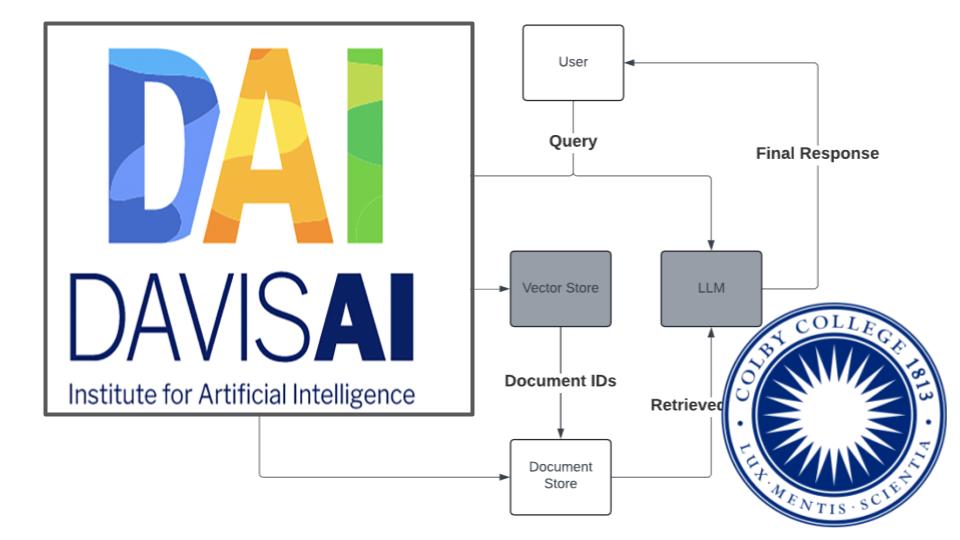 DAI
DAVISAI
Institute for Artificial Intelligence
User
Query
Final Response
Vector Store
LLM
Document IDs
Retrieved
Document
Store
COLBY COLLEGE 1813
LUX · MENTIS · SCIENTIA